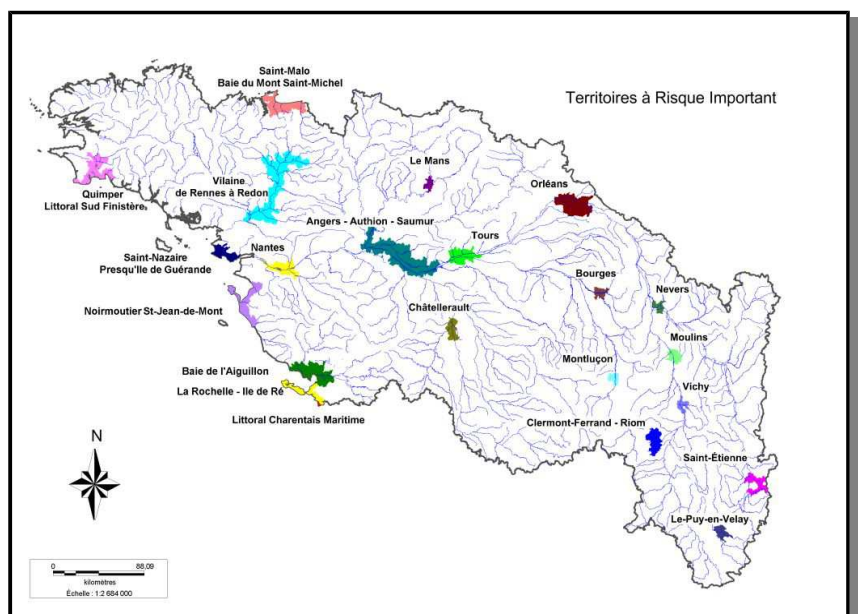 Saint-Malo
Baie du Mont Saint-Michel
Territoires à Risque Important
Le Mans
Orléans
Vilaine
de Rennes à Redon
Quimper
Littoral Sud Finistère
Angers - Authion - Saumur
Tours
Saint-Nazaire
Presqu'Ile de Guérande
Nantes
Bourges
Nevers
Noirmoutier St-Jean-de-Mont
Châtellerault
Moulins
Montluçon
Baie de l'Aiguillon
La Rochelle - Ile de Ré
Vichy
Littoral Charentais Maritime
Clermont-Ferrand - Riom
N
Saint-Étienne
Le-Puy-en-Velay
0 88,09
kilomètres
Échelle : 1:2 684 000